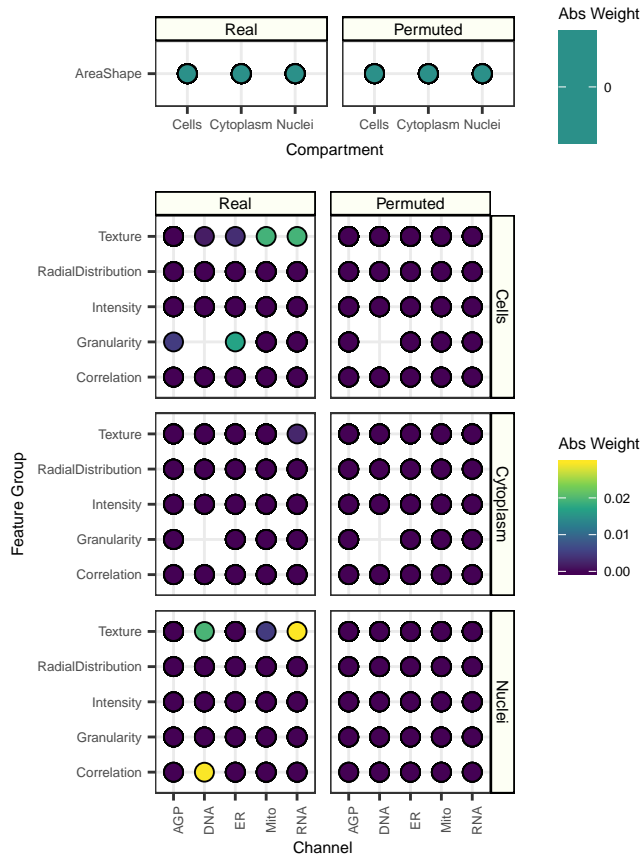 Abs Weight
Real
Permuted
AreaShape
0
Cells Cytoplasm Nuclei
Cells Cytoplasm Nuclei
Compartment
Real
Permuted
Texture
RadialDistribution
Intensity
Granularity
Correlation
Cells
Texture
RadialDistribution
Intensity
Granularity
Correlation
Cytoplasm
Feature Group
Abs Weight
0.02
0.01
0.00
Texture
RadialDistribution
Intensity
Granularity
Correlation
Nuclei
AGP
DNA
ER
Mito
RNA
AGP
DNA
ER
Mito
RNA
Channel